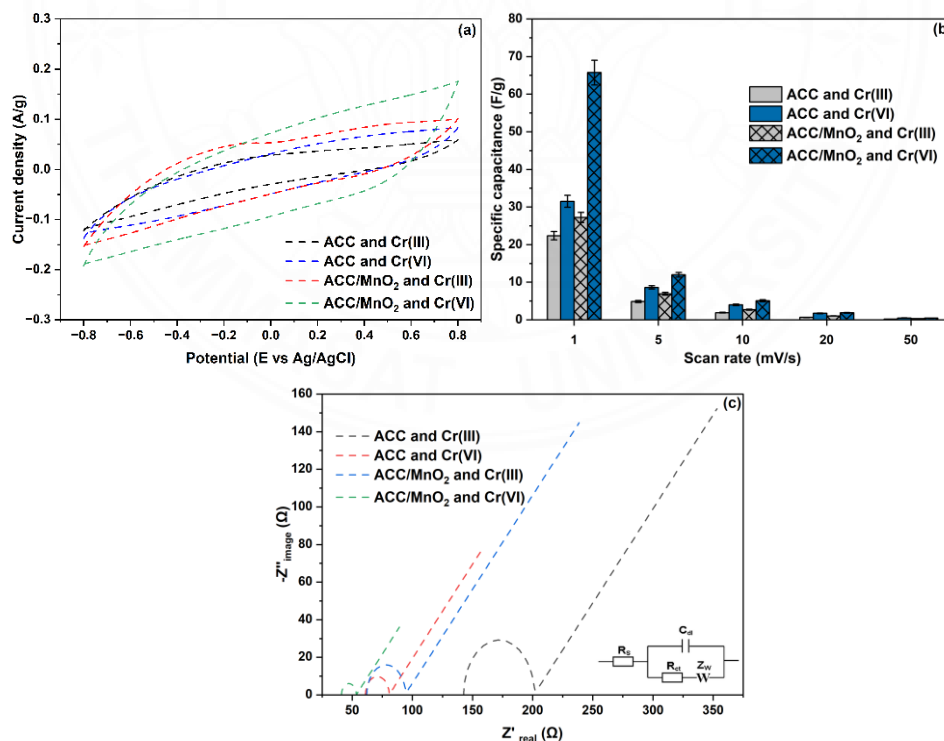 (a)
0.3
0.2
0.1
0.0
−0.1
−0.2
−0.3
Current density (A/g)
ACC and Cr(III)
ACC and Cr(VI)
ACC/MnO₂ and Cr(III)
ACC/MnO₂ and Cr(VI)
−0.8 −0.6 −0.4 −0.2 0.0 0.2 0.4 0.6 0.8
Potential (E vs Ag/AgCl)
(b)
80
70
60
50
40
30
20
10
0
Specific capacitance (F/g)
ACC and Cr(III)
ACC and Cr(VI)
ACC/MnO₂ and Cr(III)
ACC/MnO₂ and Cr(VI)
1 5 10 20 50
Scan rate (mV/s)
(c)
160
140
120
100
80
60
40
20
0
-Z''image (Ω)
ACC and Cr(III)
ACC and Cr(VI)
ACC/MnO₂ and Cr(III)
ACC/MnO₂ and Cr(VI)
Cdl
Rs
Rct Zw
W
50 100 150 200 250 300 350
Z' real (Ω)